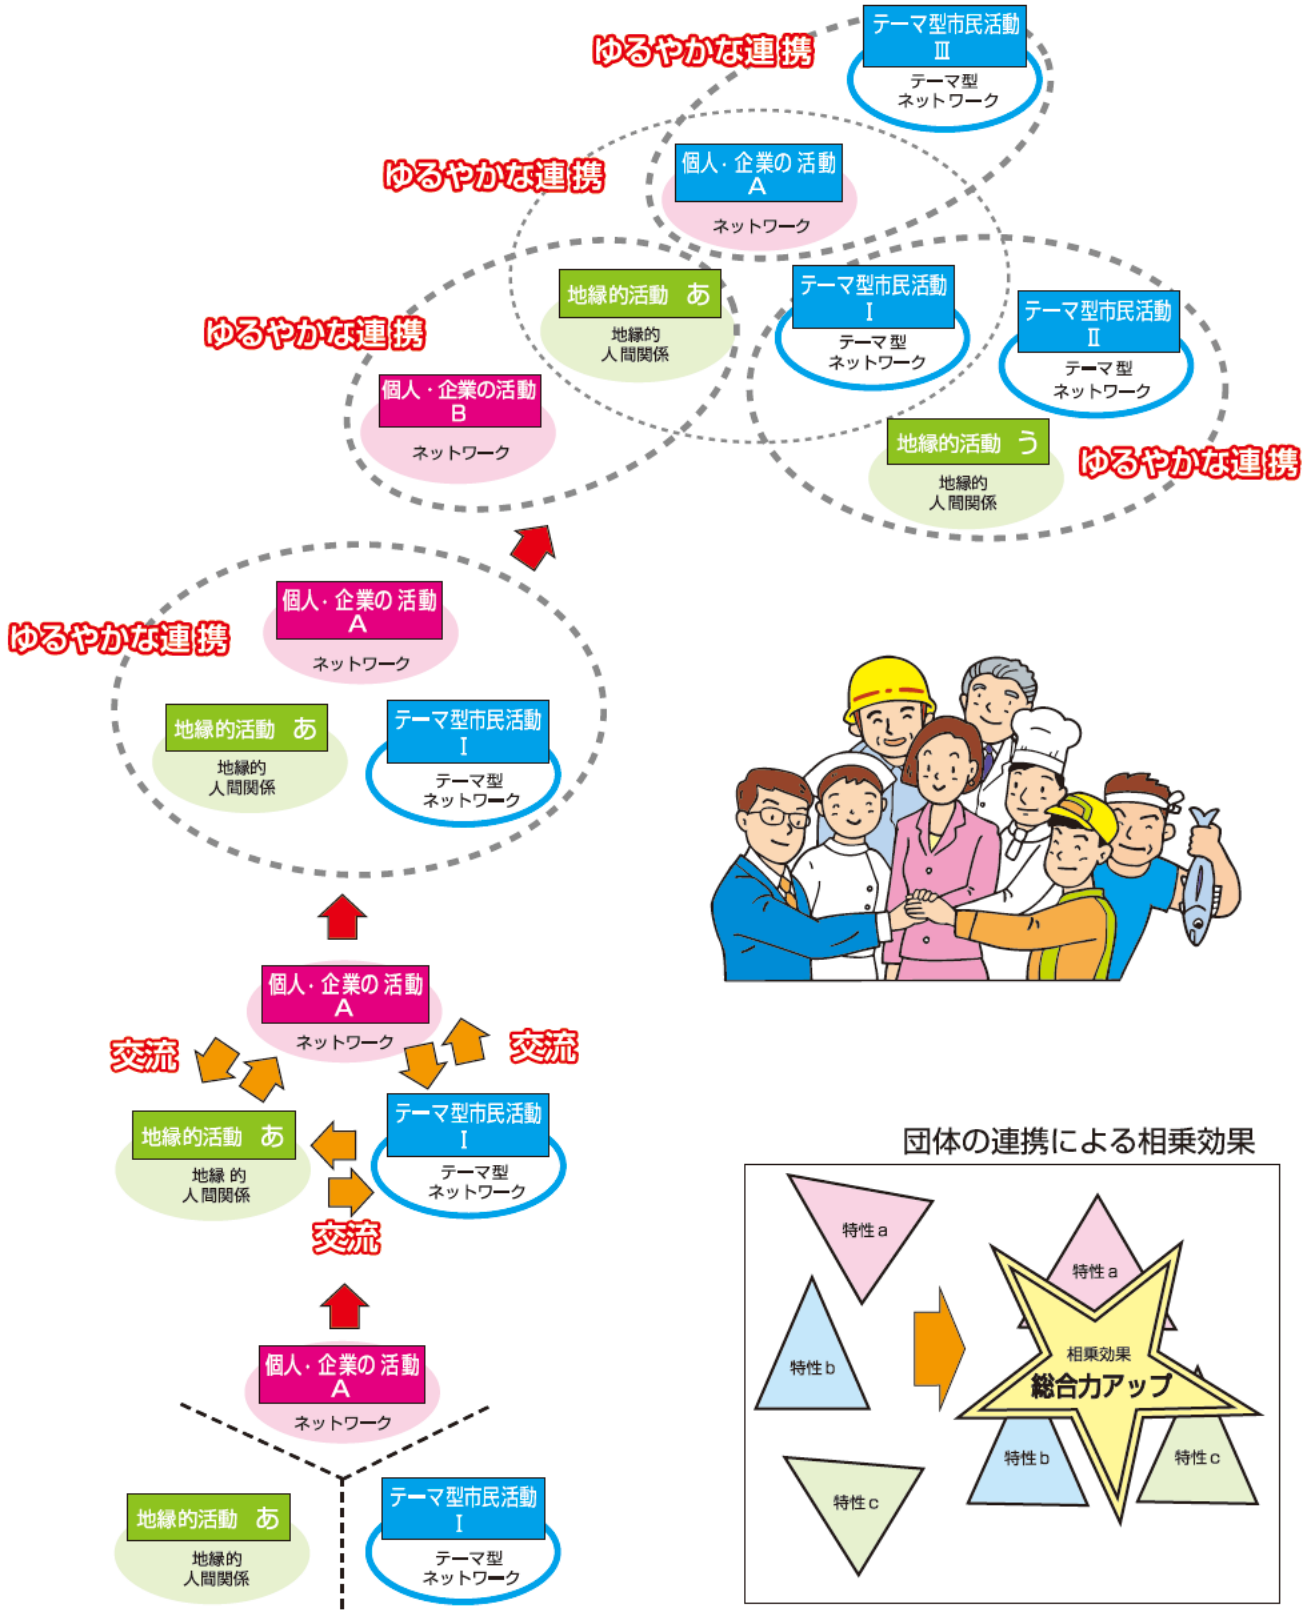 テーマ型市民活動
Ⅲ
テーマ型
ネットワーク
ゆるやかな連携
ゆるやかな連携
個人・企業の活動
A
ネットワーク
ゆるやかな連携
地縁的活動 あ
地縁的
人間関係
テーマ型市民活動
Ⅰ
テーマ型
ネットワーク
テーマ型市民活動
Ⅱ
テーマ型
ネットワーク
個人・企業の活動
B
ネットワーク
地縁的活動 う
地縁的
人間関係
ゆるやかな連携
ゆるやかな連携
個人・企業の活動
A
ネットワーク
地縁的活動 あ
地縁的
人間関係
テーマ型市民活動
Ⅰ
テーマ型
ネットワーク
個人・企業の活動
A
ネットワーク
交流
交流
地縁的活動 あ
地縁的
人間関係
テーマ型市民活動
Ⅰ
テーマ型
ネットワーク
交流
個人・企業の活動
A
ネットワーク
地縁的活動 あ
地縁的
人間関係
テーマ型市民活動
Ⅰ
テーマ型
ネットワーク
団体の連携による相乗効果
特性a
特性b
特性c
特性a
相乗効果
総合力アップ
特性b
特性c